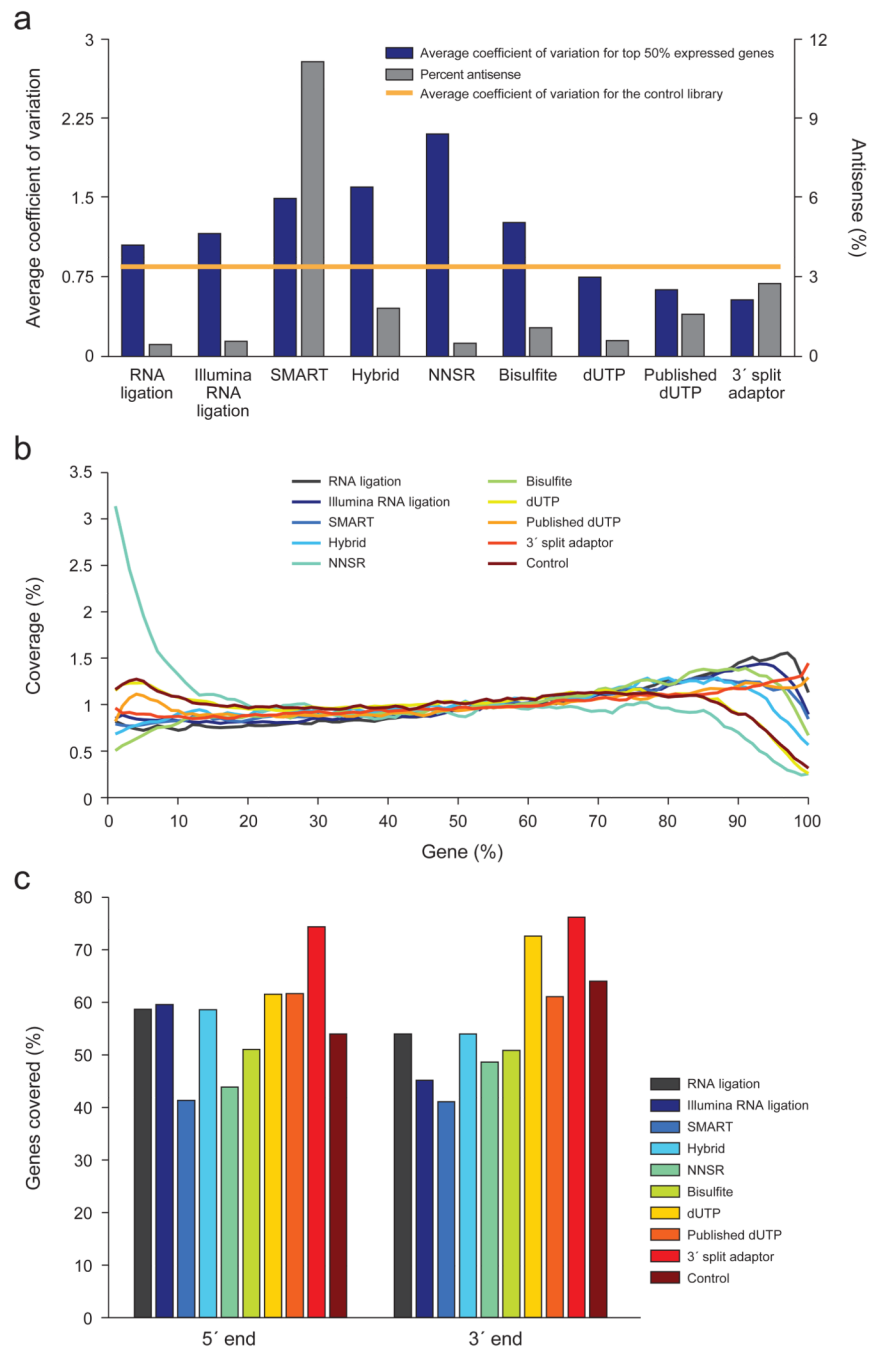 a
3
2.25
1.5
0.75
0
Average coefficient of variation
Average coefficient of variation for top 50% expressed genes
Percent antisense
Average coefficient of variation for the control library
12
9
6
3
0
Antisense (%)
RNA
ligation
Illumina
RNA
ligation
SMART
Hybrid
NNSR
Bisulfite
dUTP
Published
dUTP
3´ split
adaptor
b
3.5
3
2.5
2
1.5
1
0.5
0
Coverage (%)
RNA ligation
Illumina RNA ligation
SMART
Hybrid
NNSR
Bisulfite
dUTP
Published dUTP
3´ split adaptor
Control
0 10 20 30 40 50 60 70 80 90 100
Gene (%)
c
80
70
60
50
40
30
20
10
0
Genes covered (%)
5´ end
3´ end
RNA ligation
Illumina RNA ligation
SMART
Hybrid
NNSR
Bisulfite
dUTP
Published dUTP
3´ split adaptor
Control